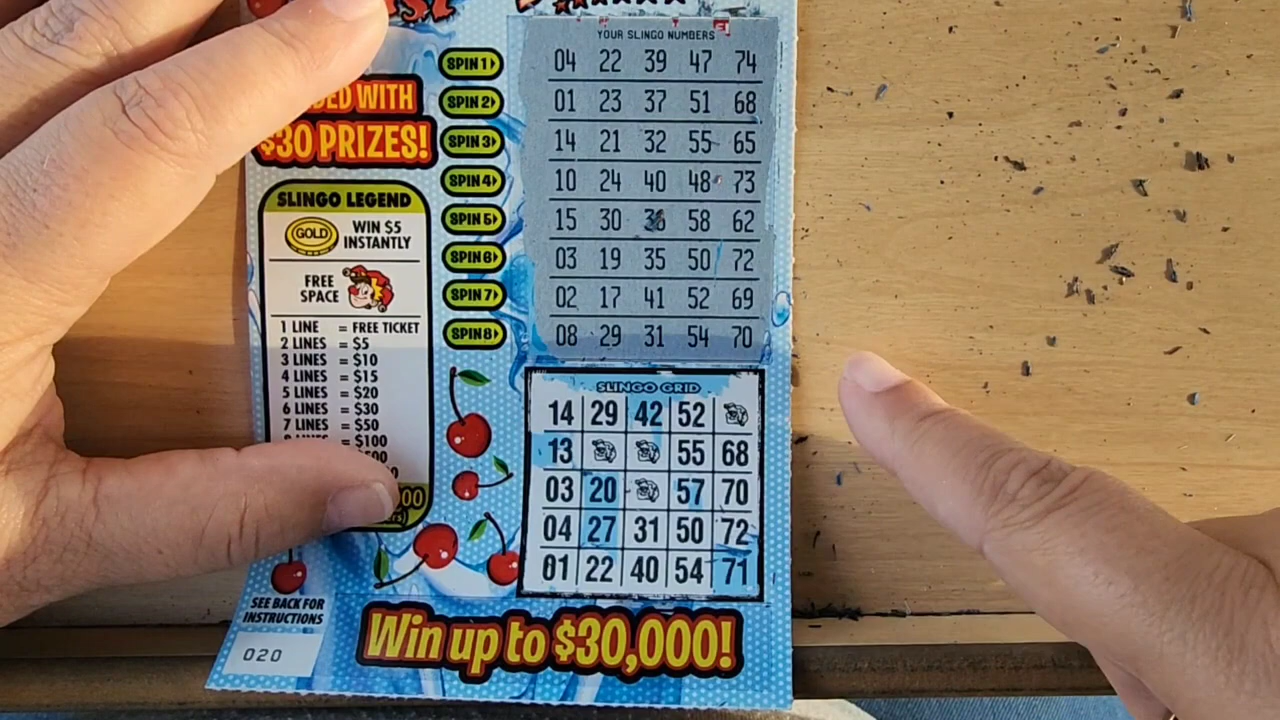 YOUR SLINGO NUMBERS
SPIN 1 04 22 39 47 74
SPIN 2 01 23 37 51 68
SPIN 3 14 21 32 55 65
SPIN 4 10 24 40 48 73
SPIN 5 15 30 58 62
SPIN 6 03 19 35 50 72
SPIN 7 02 17 41 52 69
SPIN 8 08 29 31 54 70
WITH
$30 PRIZES!
SLINGO LEGEND
GOLD
WIN $5
INSTANTLY
FREE
SPACE
1 LINE = FREE TICKET
2 LINES = $5
3 LINES = $10
4 LINES = $15
5 LINES = $20
6 LINES = $30
7 LINES = $50
= $100
SLINGO GRID
14 29 42 52
13 55 68
03 20 57 70
04 27 31 50 72
01 22 40 54 71
SEE BACK FOR
INSTRUCTIONS
020
Win up to $30,000!